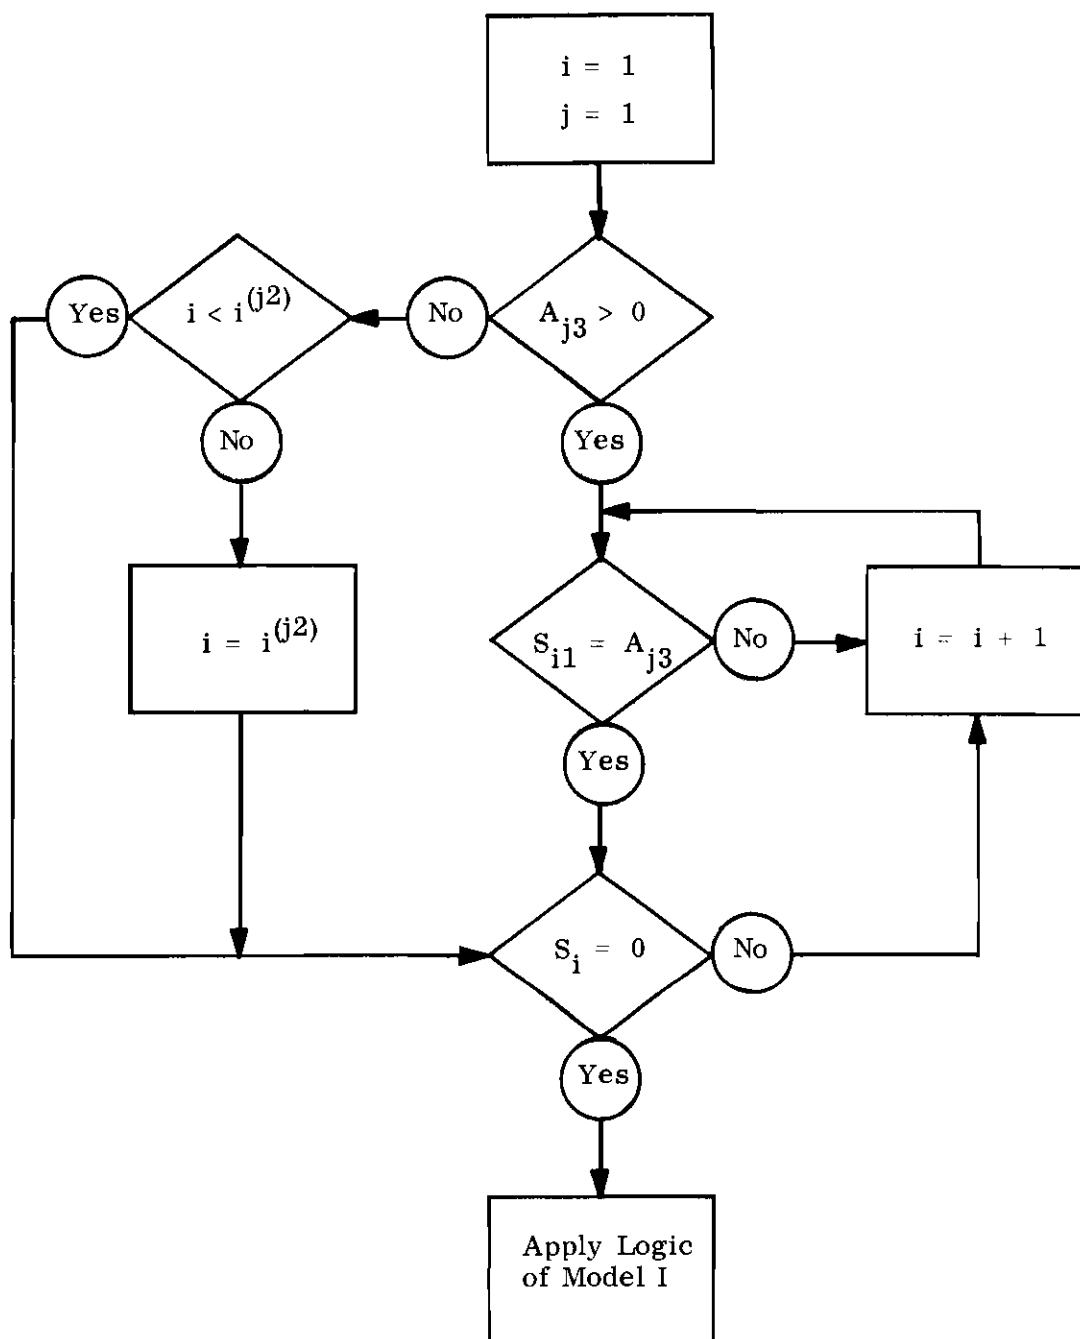 i = 1
j = 1
Yes
i < i^(j2)
No
A_j3 > 0
No
Yes
i = i^(j2)
S_i1 = A_j3
No
i = i + 1
Yes
S_i = 0
No
Yes
Apply Logic
of Model I